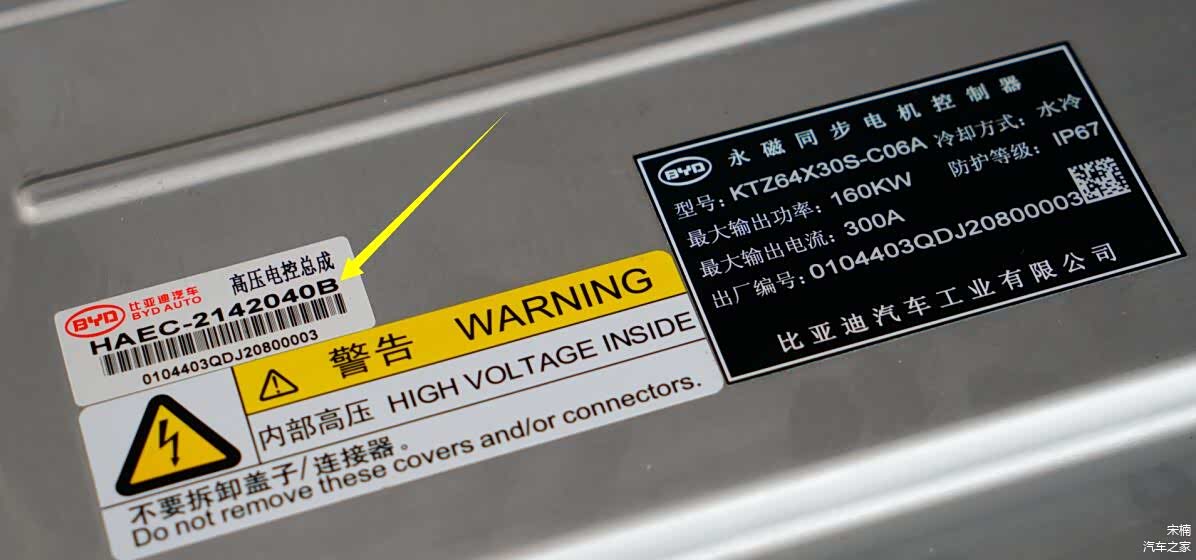 BYD 比亚迪汽车
BYD AUTO
高压电控总成
HAEC-2142040B
0104403QDJ20800003
警告 WARNING
内部高压 HIGH VOLTAGE INSIDE
不要拆卸盖子/连接器。
Do not remove these covers and/or connectors.
BYD 永磁同步电机控制器
型号: KTZ64X30S-C06A 冷却方式: 水冷
最大输出功率: 160KW 防护等级: IP67
最大输出电流: 300A
出厂编号: 0104403QDJ20800003
比亚迪汽车工业有限公司
宋楠
汽车之家